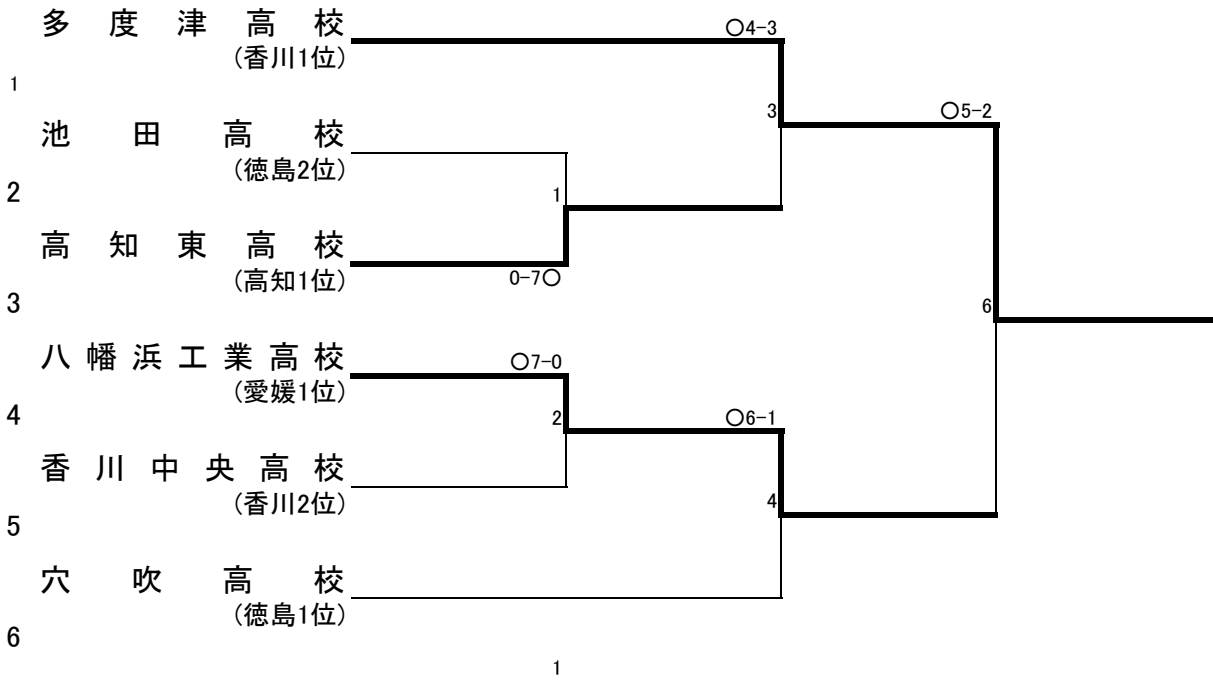 多度津高校
○4-3
(香川1位)
1
3
○5-2
池田高校
(徳島2位)
2
1
高知東高校
(高知1位)
0-7○
3
6
八幡浜工業高校
○7-0
(愛媛1位)
4
2
○6-1
香川中央高校
(香川2位)
4
5
穴吹高校
(徳島1位)
6
1